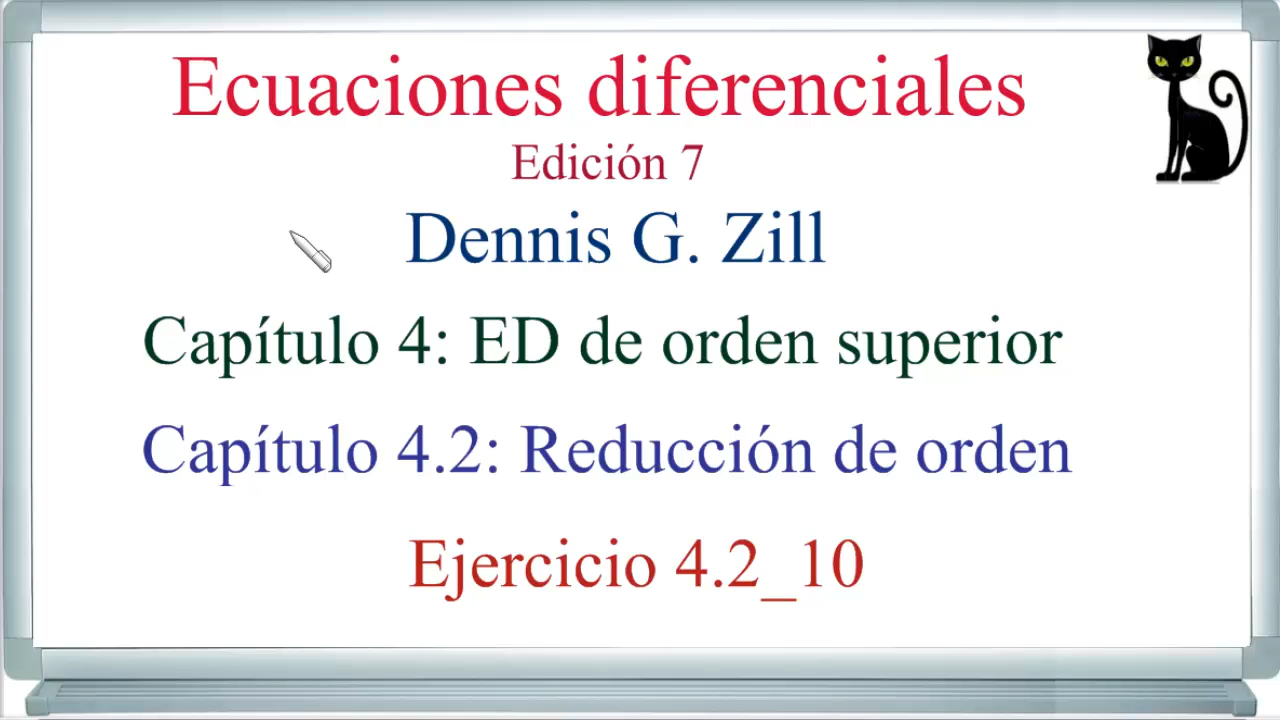 Ecuaciones diferenciales
Edición 7
Dennis G. Zill
Capítulo 4: ED de orden superior
Capítulo 4.2: Reducción de orden
Ejercicio 4.2_10